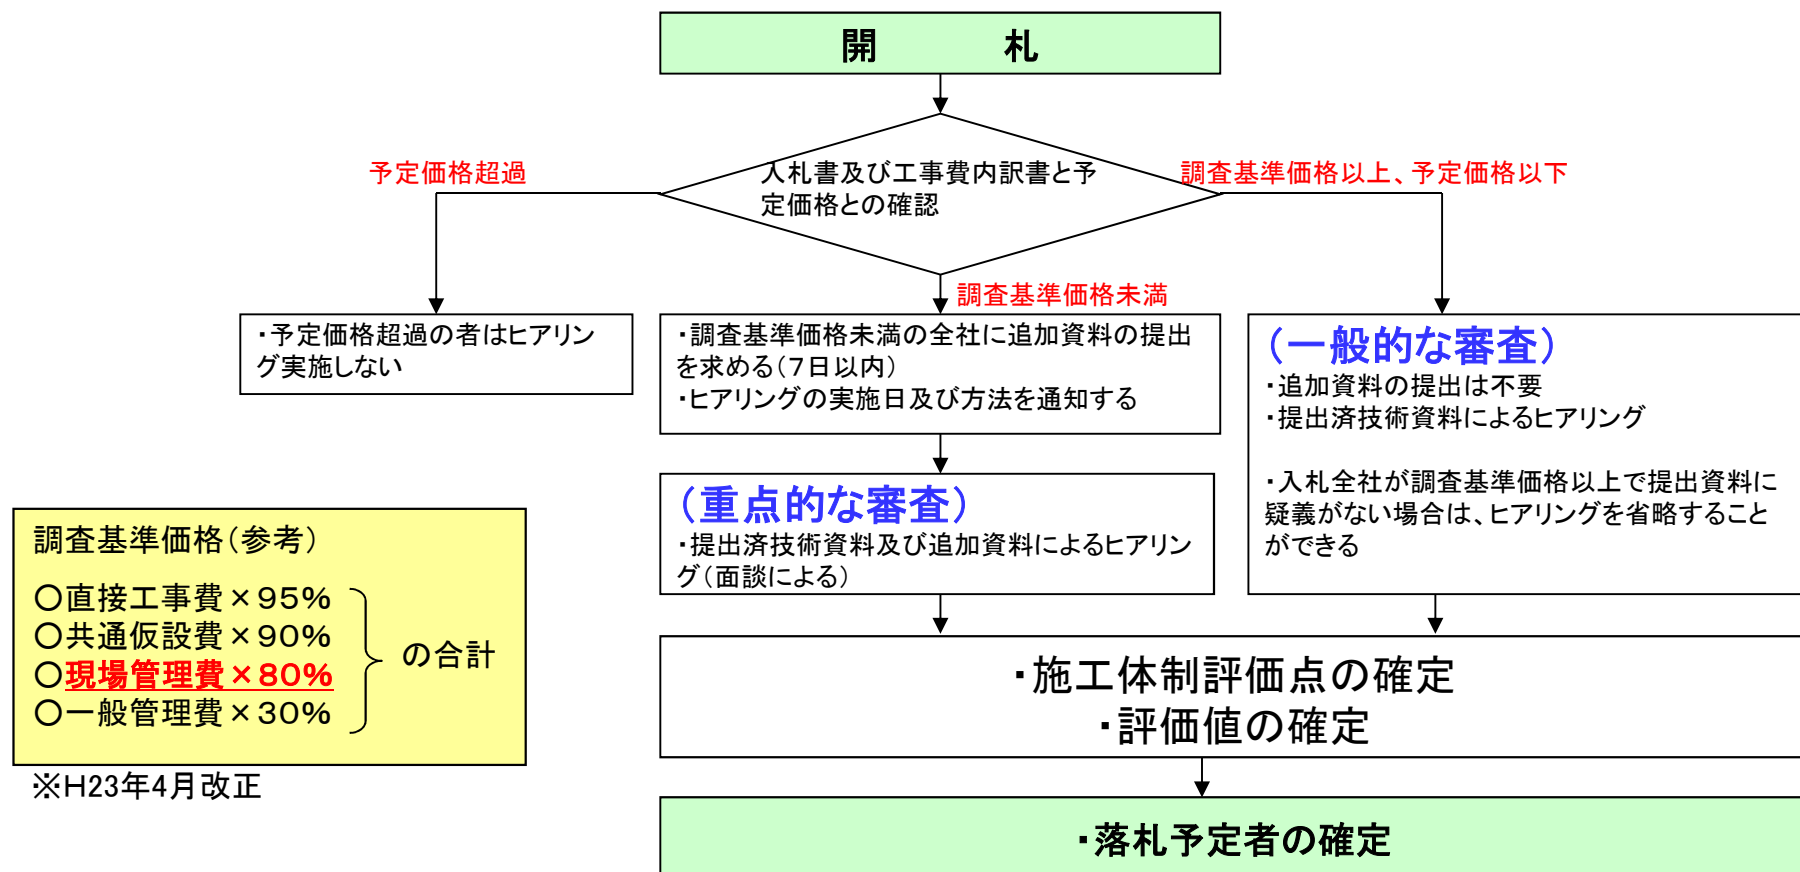 開　札
入札書及び工事費内訳書と予
定価格との確認
予定価格超過
調査基準価格以上、予定価格以下
調査基準価格未満
・予定価格超過の者はヒアリン
グ実施しない
・調査基準価格未満の全社に追加資料の提出
を求める（7日以内）
・ヒアリングの実施日及び方法を通知する
（一般的な審査）
・追加資料の提出は不要
・提出済技術資料によるヒアリング
・入札全社が調査基準価格以上で提出資料に
疑義がない場合は、ヒアリングを省略すること
ができる
（重点的な審査）
・提出済技術資料及び追加資料によるヒアリン
グ（面談による）
調査基準価格（参考）
○直接工事費×95%
○共通仮設費×90%
○現場管理費×80%
○一般管理費×30%
の合計
※H23年4月改正
・施工体制評価点の確定
・評価値の確定
・落札予定者の確定